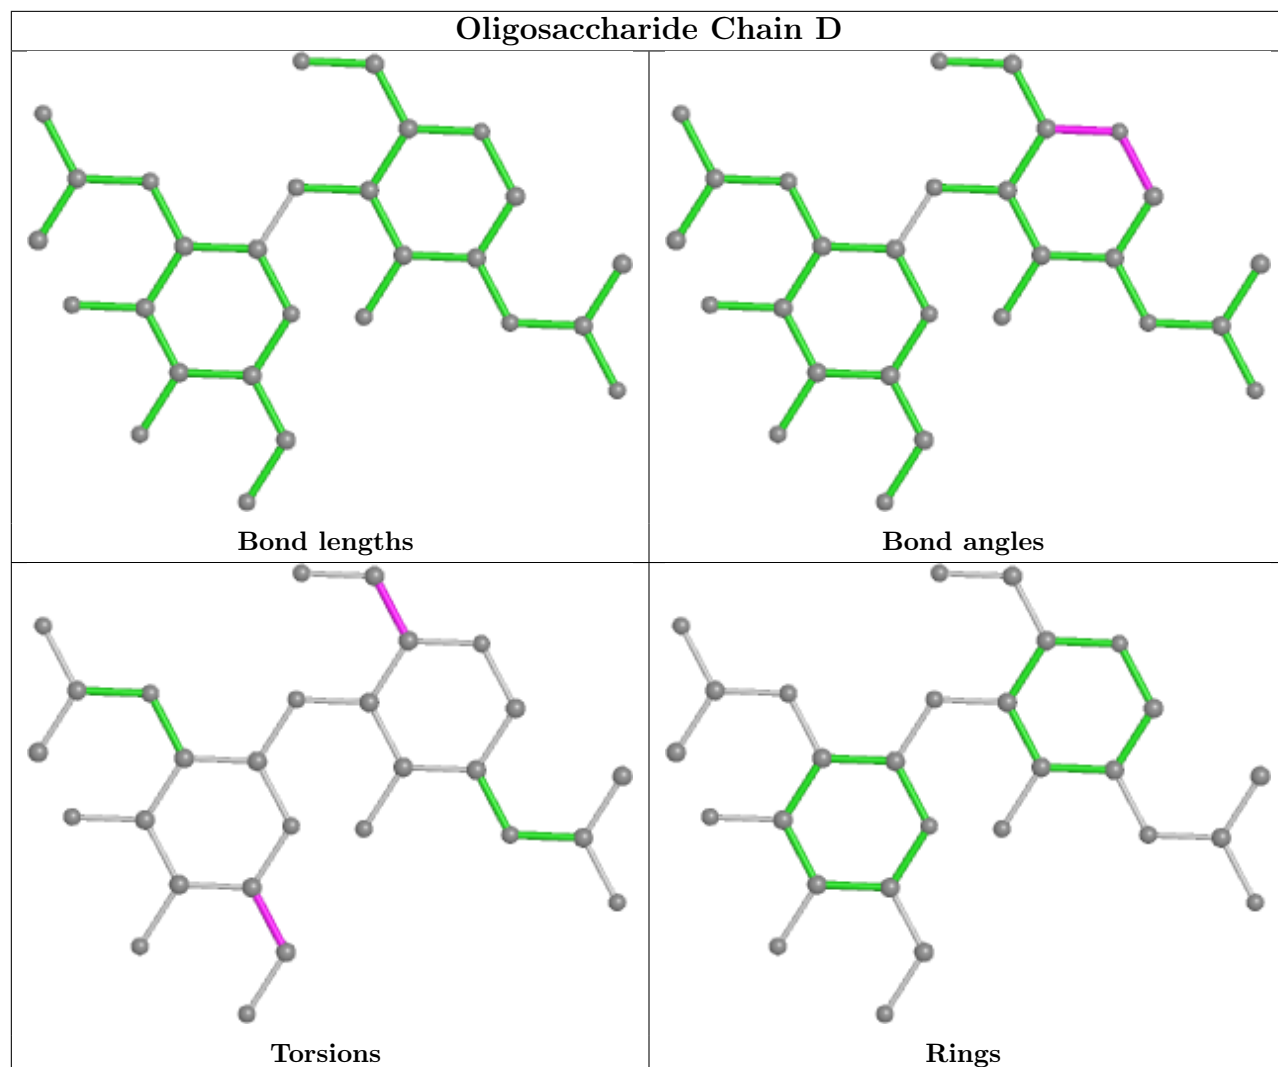 Oligosaccharide Chain D
Bond lengths
Bond angles
Torsions
Rings